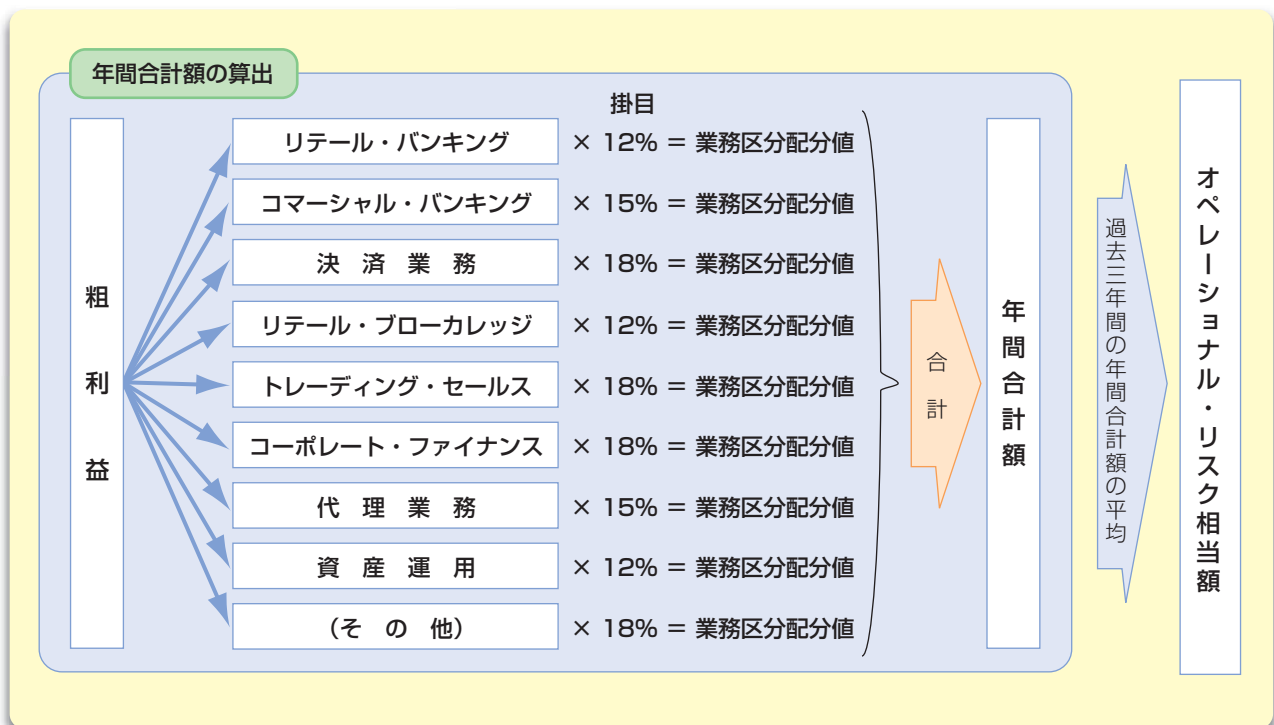 年間合計額の算出
掛目
粗利益
リテール・バンキング × 12% = 業務区分配分値
コマーシャル・バンキング × 15% = 業務区分配分値
決済業務 × 18% = 業務区分配分値
リテール・ブローカレッジ × 12% = 業務区分配分値
トレーディング・セールス × 18% = 業務区分配分値
コーポレート・ファイナンス × 18% = 業務区分配分値
代理業務 × 15% = 業務区分配分値
資産運用 × 12% = 業務区分配分値
（その他） × 18% = 業務区分配分値
合計
年間合計額
過去三年間の年間合計額の平均
オペレーショナル・リスク相当額